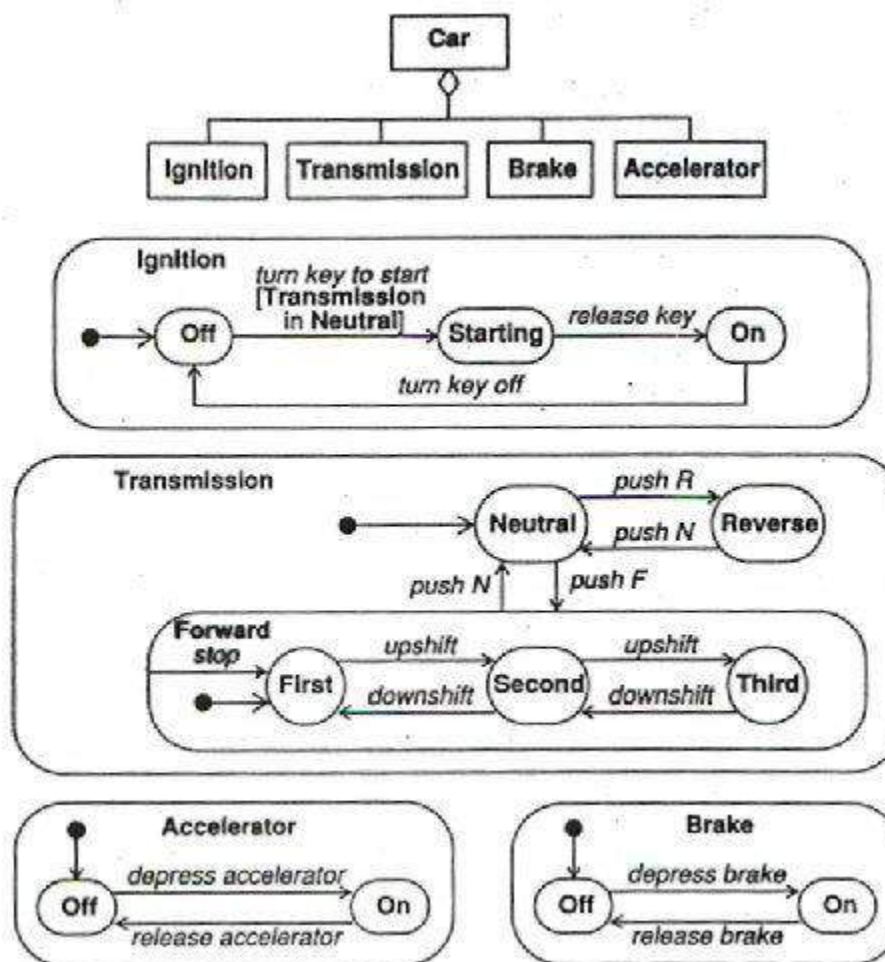 Car
Ignition
Transmission
Brake
Accelerator
Ignition
turn key to start
[Transmission
in Neutral]
Off
Starting
release key
On
turn key off
Transmission
push R
Neutral
Reverse
push N
push N
push F
Forward
stop
upshift
upshift
First
Second
Third
downshift
downshift
Accelerator
depress accelerator
Off
On
release accelerator
Brake
depress brake
Off
On
release brake